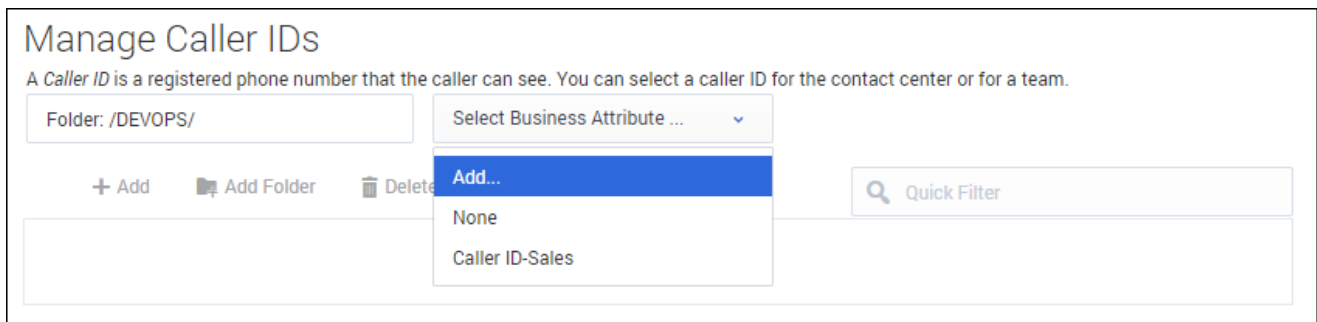 Manage Caller IDs
A Caller ID is a registered phone number that the caller can see. You can select a caller ID for the contact center or for a team.
Folder: /DEVOPS/
Select Business Attribute ...
Add...
Add
Add Folder
Delete
Quick Filter
None
Caller ID-Sales